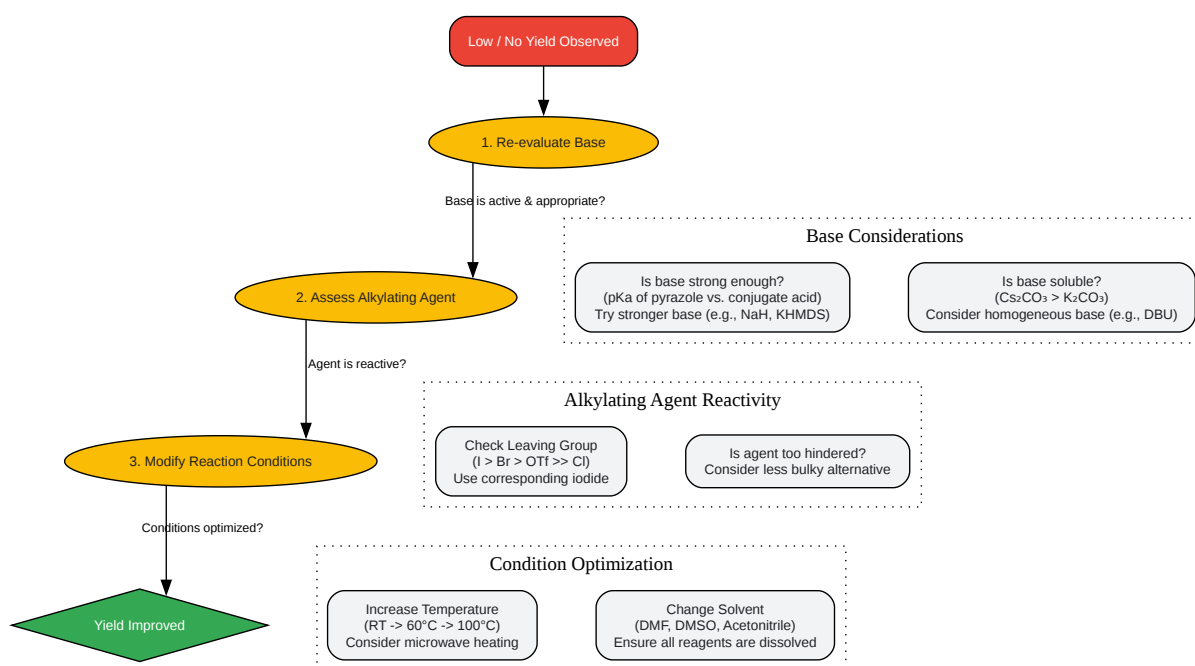 Low / No Yield Observed
1. Re-evaluate Base
Base is active & appropriate?
Base Considerations
Is base strong enough?
(pKa of pyrazole vs. conjugate acid)
Try stronger base (e.g., NaH, KHMDS)
Is base soluble?
(Cs₂CO₃ > K₂CO₃)
Consider homogeneous base (e.g., DBU)
2. Assess Alkylating Agent
Agent is reactive?
Alkylating Agent Reactivity
Check Leaving Group
(I > Br > OTf >> Cl)
Use corresponding iodide
Is agent too hindered?
Consider less bulky alternative
3. Modify Reaction Conditions
Conditions optimized?
Condition Optimization
Increase Temperature
(RT -> 60°C -> 100°C)
Consider microwave heating
Change Solvent
(DMF, DMSO, Acetonitrile)
Ensure all reagents are dissolved
Yield Improved